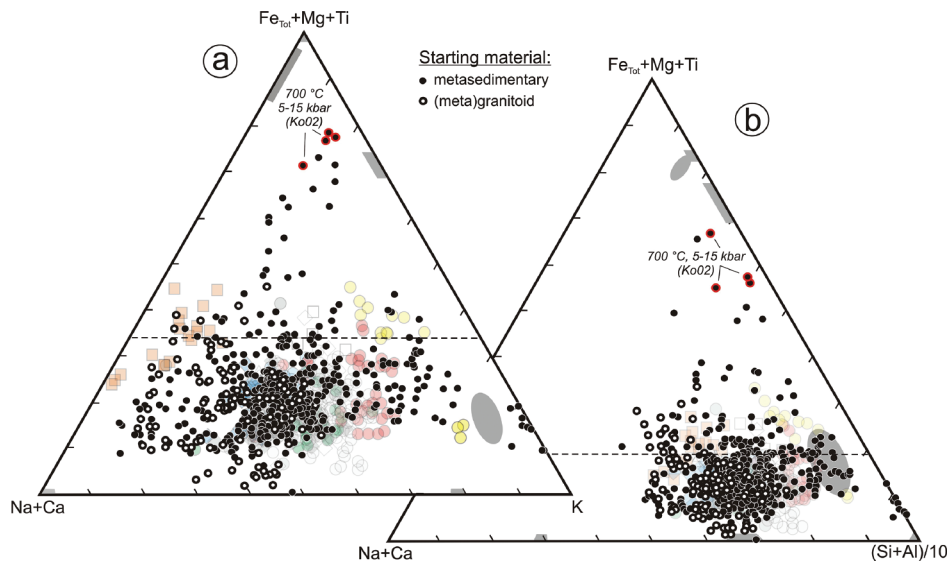 Fe_Tot+Mg+Ti
a
Starting material:
metasedimentary
(meta)granitoid
700 °C
5-15 kbar
(Ko02)
Na+Ca
K
Fe_Tot+Mg+Ti
b
700 °C, 5-15 kbar
(Ko02)
Na+Ca
(Si+Al)/10